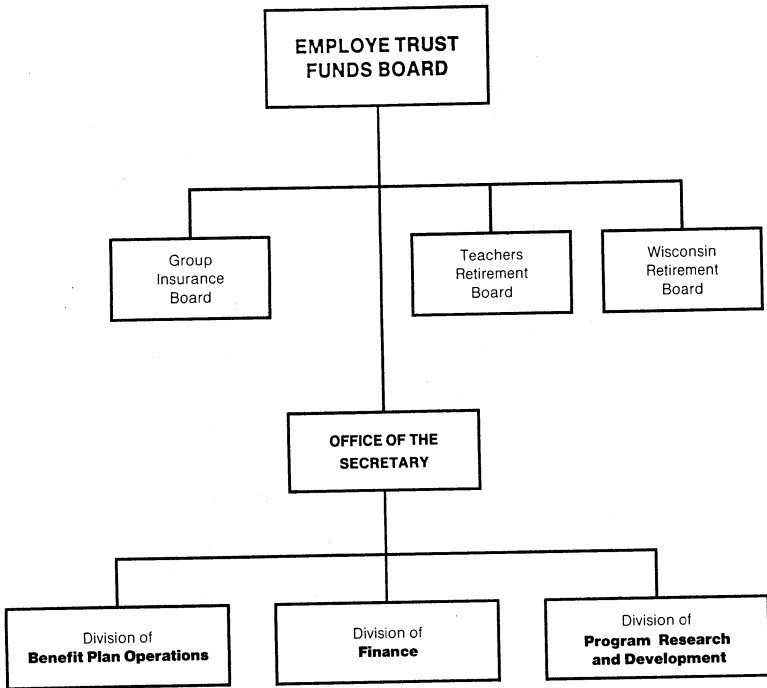 EMPLOYE TRUST
FUNDS BOARD
Group
Insurance
Board
Teachers
Retirement
Board
Wisconsin
Retirement
Board
OFFICE OF THE
SECRETARY
Division of
Benefit Plan Operations
Division of
Finance
Division of
Program Research
and Development